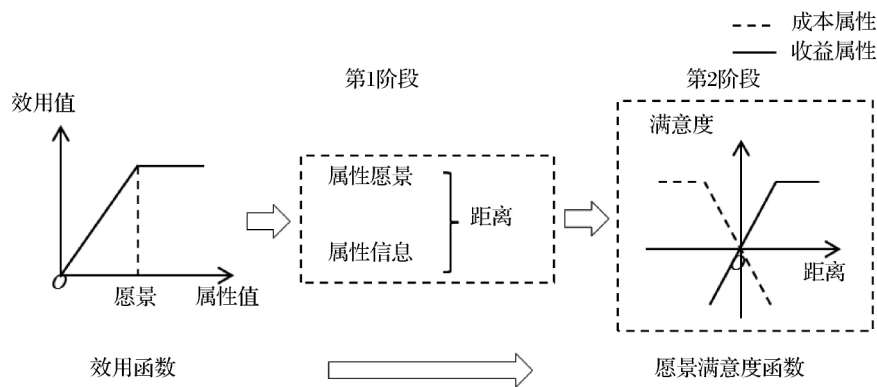 成本属性
收益属性
第1阶段
第2阶段
效用值
满意度
属性愿景
距离
属性信息
O
愿景
属性值
O
距离
效用函数
愿景满意度函数